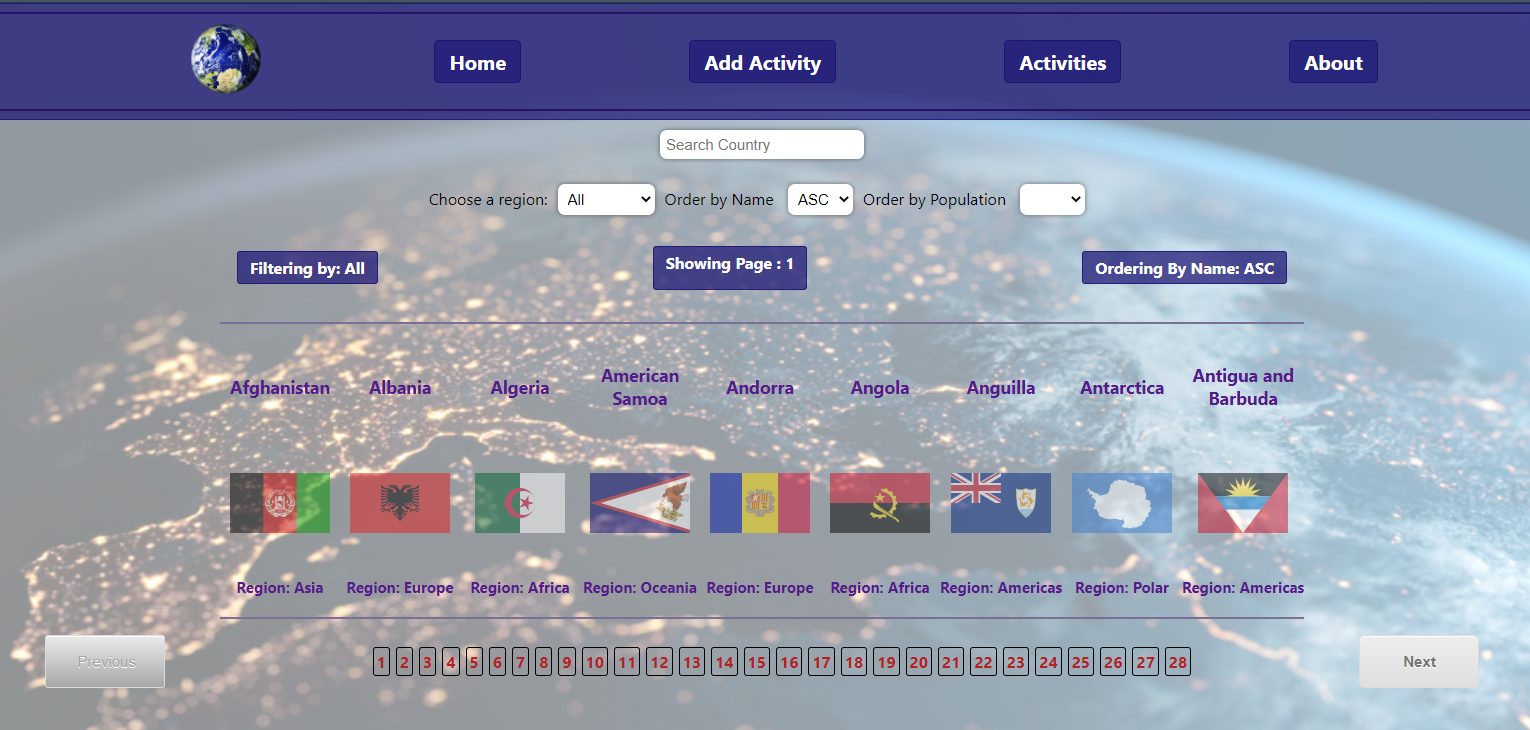 Home Add Activity Activities About
Search Country
Choose a region: All Order by Name ASC Order by Population
Filtering by: All Showing Page : 1 Ordering By Name: ASC
Afghanistan Albania Algeria American Samoa Andorra Angola Anguilla Antarctica Antigua and Barbuda
Region: Asia Region: Europe Region: Africa Region: Oceania Region: Europe Region: Africa Region: Americas Region: Polar Region: Americas
Previous 1 2 3 4 5 6 7 8 9 10 11 12 13 14 15 16 17 18 19 20 21 22 23 24 25 26 27 28 Next